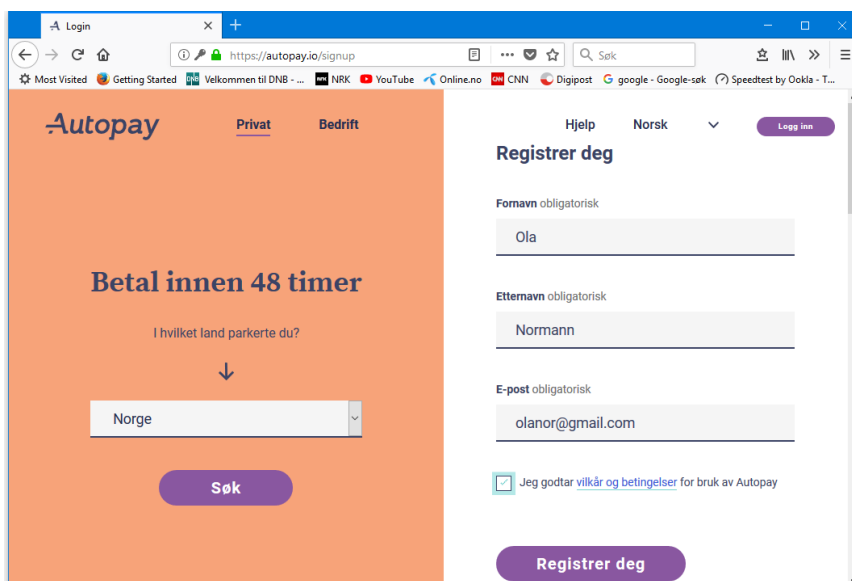 Login
https://autopay.io/signup
Søk
Most Visited Getting Started DNB Velkommen til DNB - ... NRK NRK YouTube Online.no CNN CNN Digipost google - Google-søk Speedtest by Ookla - T...
Autopay Privat Bedrift
Hjelp Norsk Logg inn
Betal innen 48 timer
I hvilket land parkerte du?
Norge
Søk
Registrer deg
Fornavn obligatorisk
Ola
Etternavn obligatorisk
Normann
E-post obligatorisk
olanor@gmail.com
Jeg godtar vilkår og betingelser for bruk av Autopay
Registrer deg